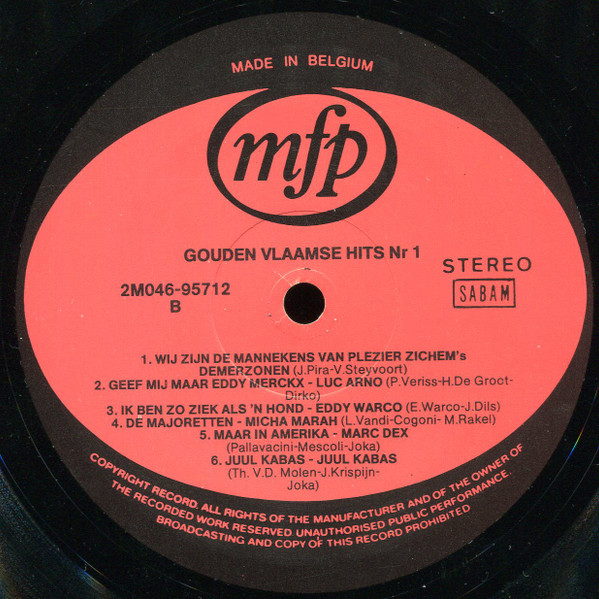 MADE IN BELGIUM
mfp
GOUDEN VLAAMSE HITS Nr 1
STEREO
SABAM
2M046-95712
B
1. WIJ ZIJN DE MANNEKENS VAN PLEZIER ZICHEM's
DEMERZONEN (J.Pira-V.Steyvoort)
2. GEEF MIJ MAAR EDDY MERCKX - LUC ARNO (P.Veriss-H.De Groot-
Dirko)
3. IK BEN ZO ZIEK ALS 'N HOND - EDDY WARCO (E.Warco-J.Dils)
4. DE MAJORETTEN - MICHA MARAH (L.Vandi-Cogoni- M.Rakel)
5. MAAR IN AMERIKA - MARC DEX
(Pallavacini-Mescoli-Joka)
6. JUUL KABAS - JUUL KABAS
(Th. V.D. Molen-J.Krispijn-
Joka)
COPYRIGHT RECORD. ALL RIGHTS OF THE MANUFACTURER AND OF THE OWNER OF
THE RECORDED WORK RESERVED UNAUTHORISED PUBLIC PERFORMANCE
BROADCASTING AND COPY OF THIS RECORD PROHIBITED